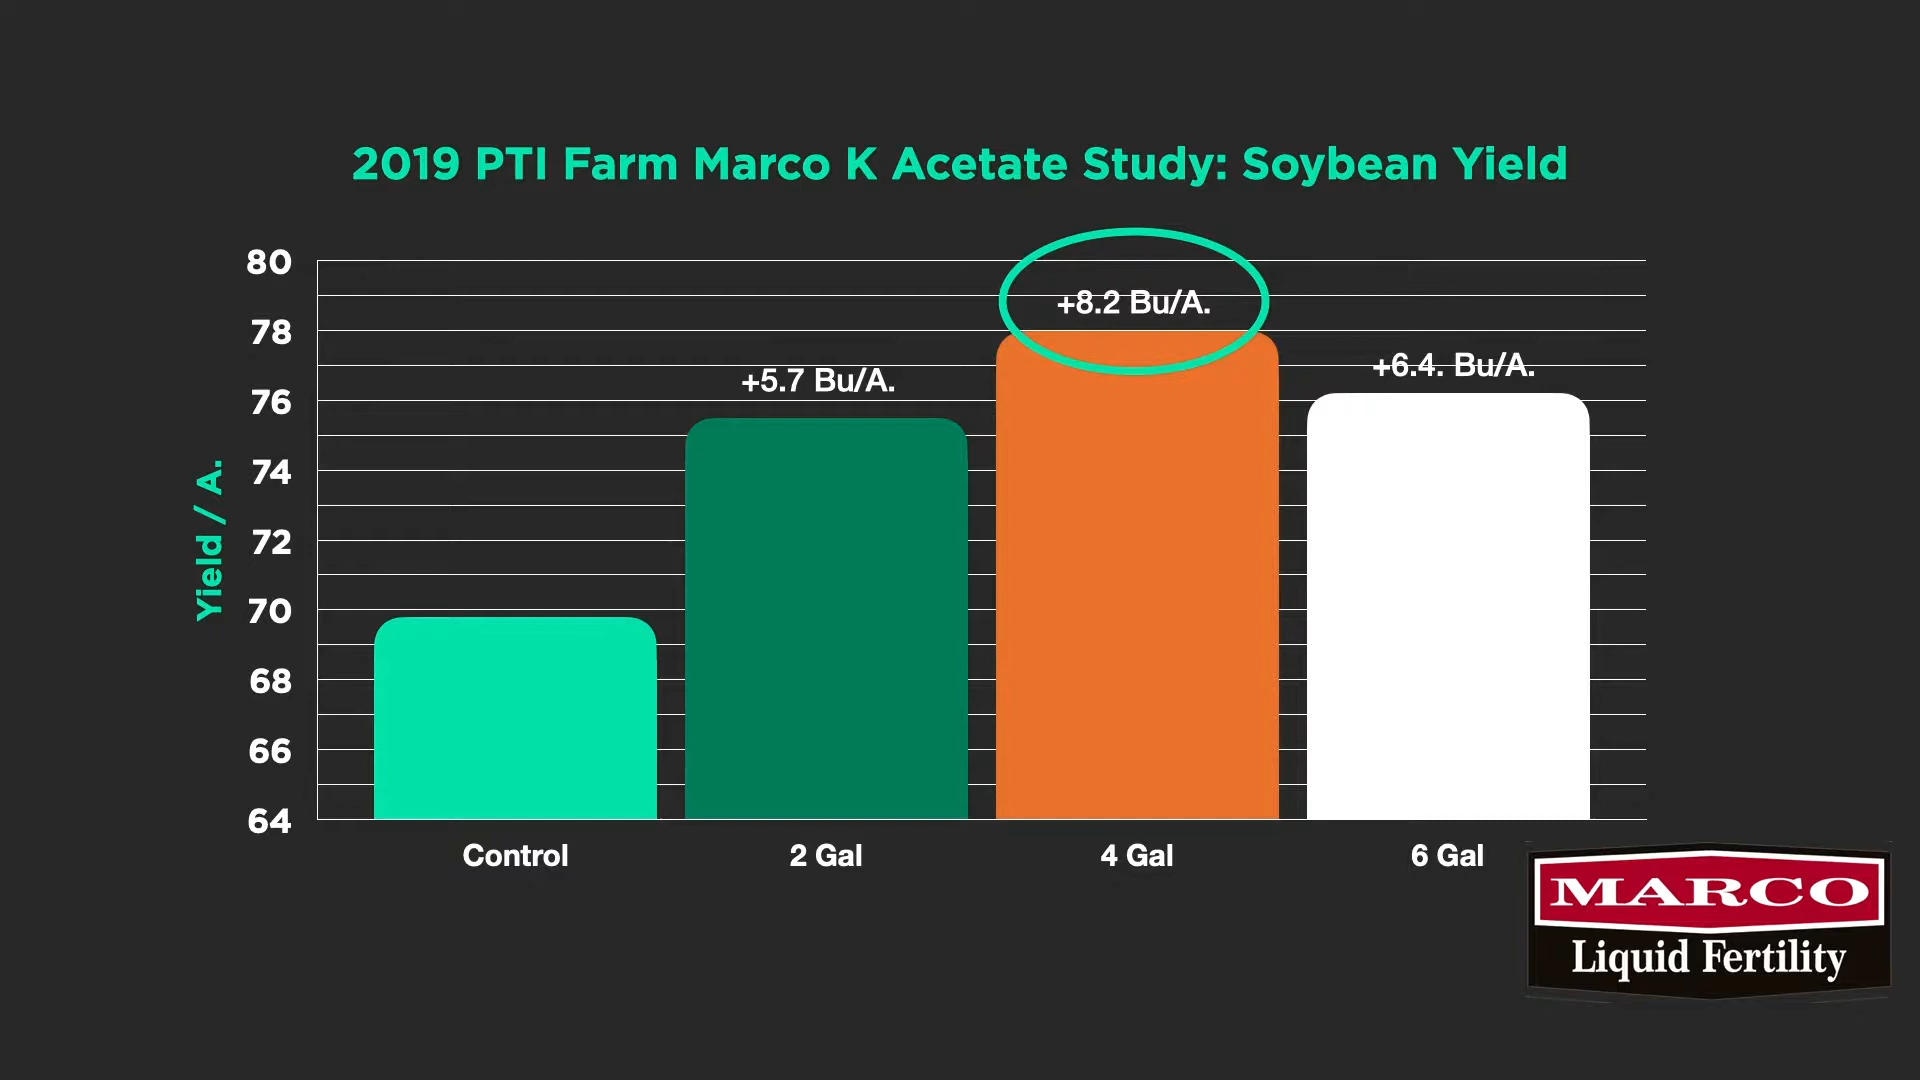 2019 PTI Farm Marco K Acetate Study: Soybean Yield
80
78
76
74
72
70
68
66
64
Yield / A.
+5.7 Bu/A.
+8.2 Bu/A.
+6.4. Bu/A.
Control
2 Gal
4 Gal
6 Gal
MARCO
Liquid Fertility